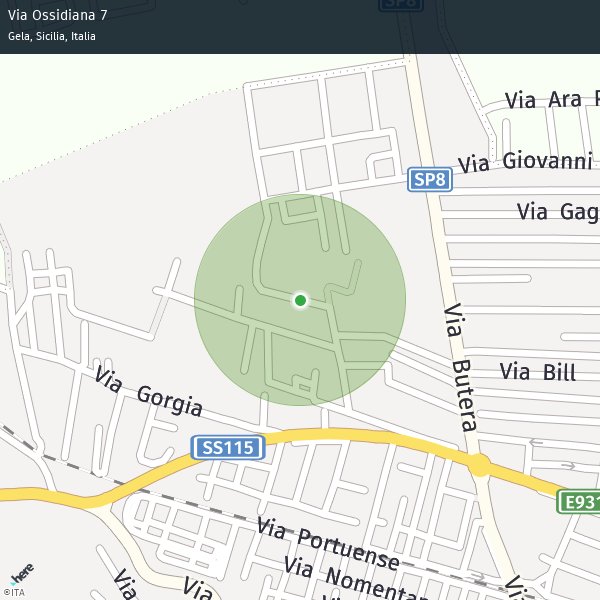 Via Ossidiana 7
SP8
Gela, Sicilia, Italia
Via Ara
Via Giovanni
SP8
Via Gag
Via Butera
Via Bill
Via Gorgia
SS115
E931
Via Portuense
Via Nomentan
Via
Via
Via
here
©ITA